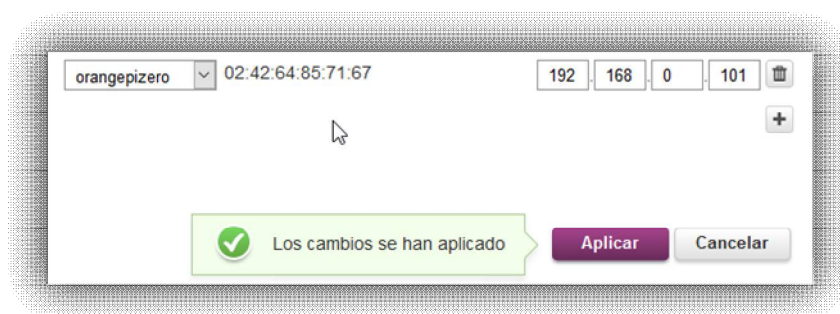 orangepizero 02:42:64:85:71:67 192 . 168 . 0 . 101
Los cambios se han aplicado Aplicar Cancelar